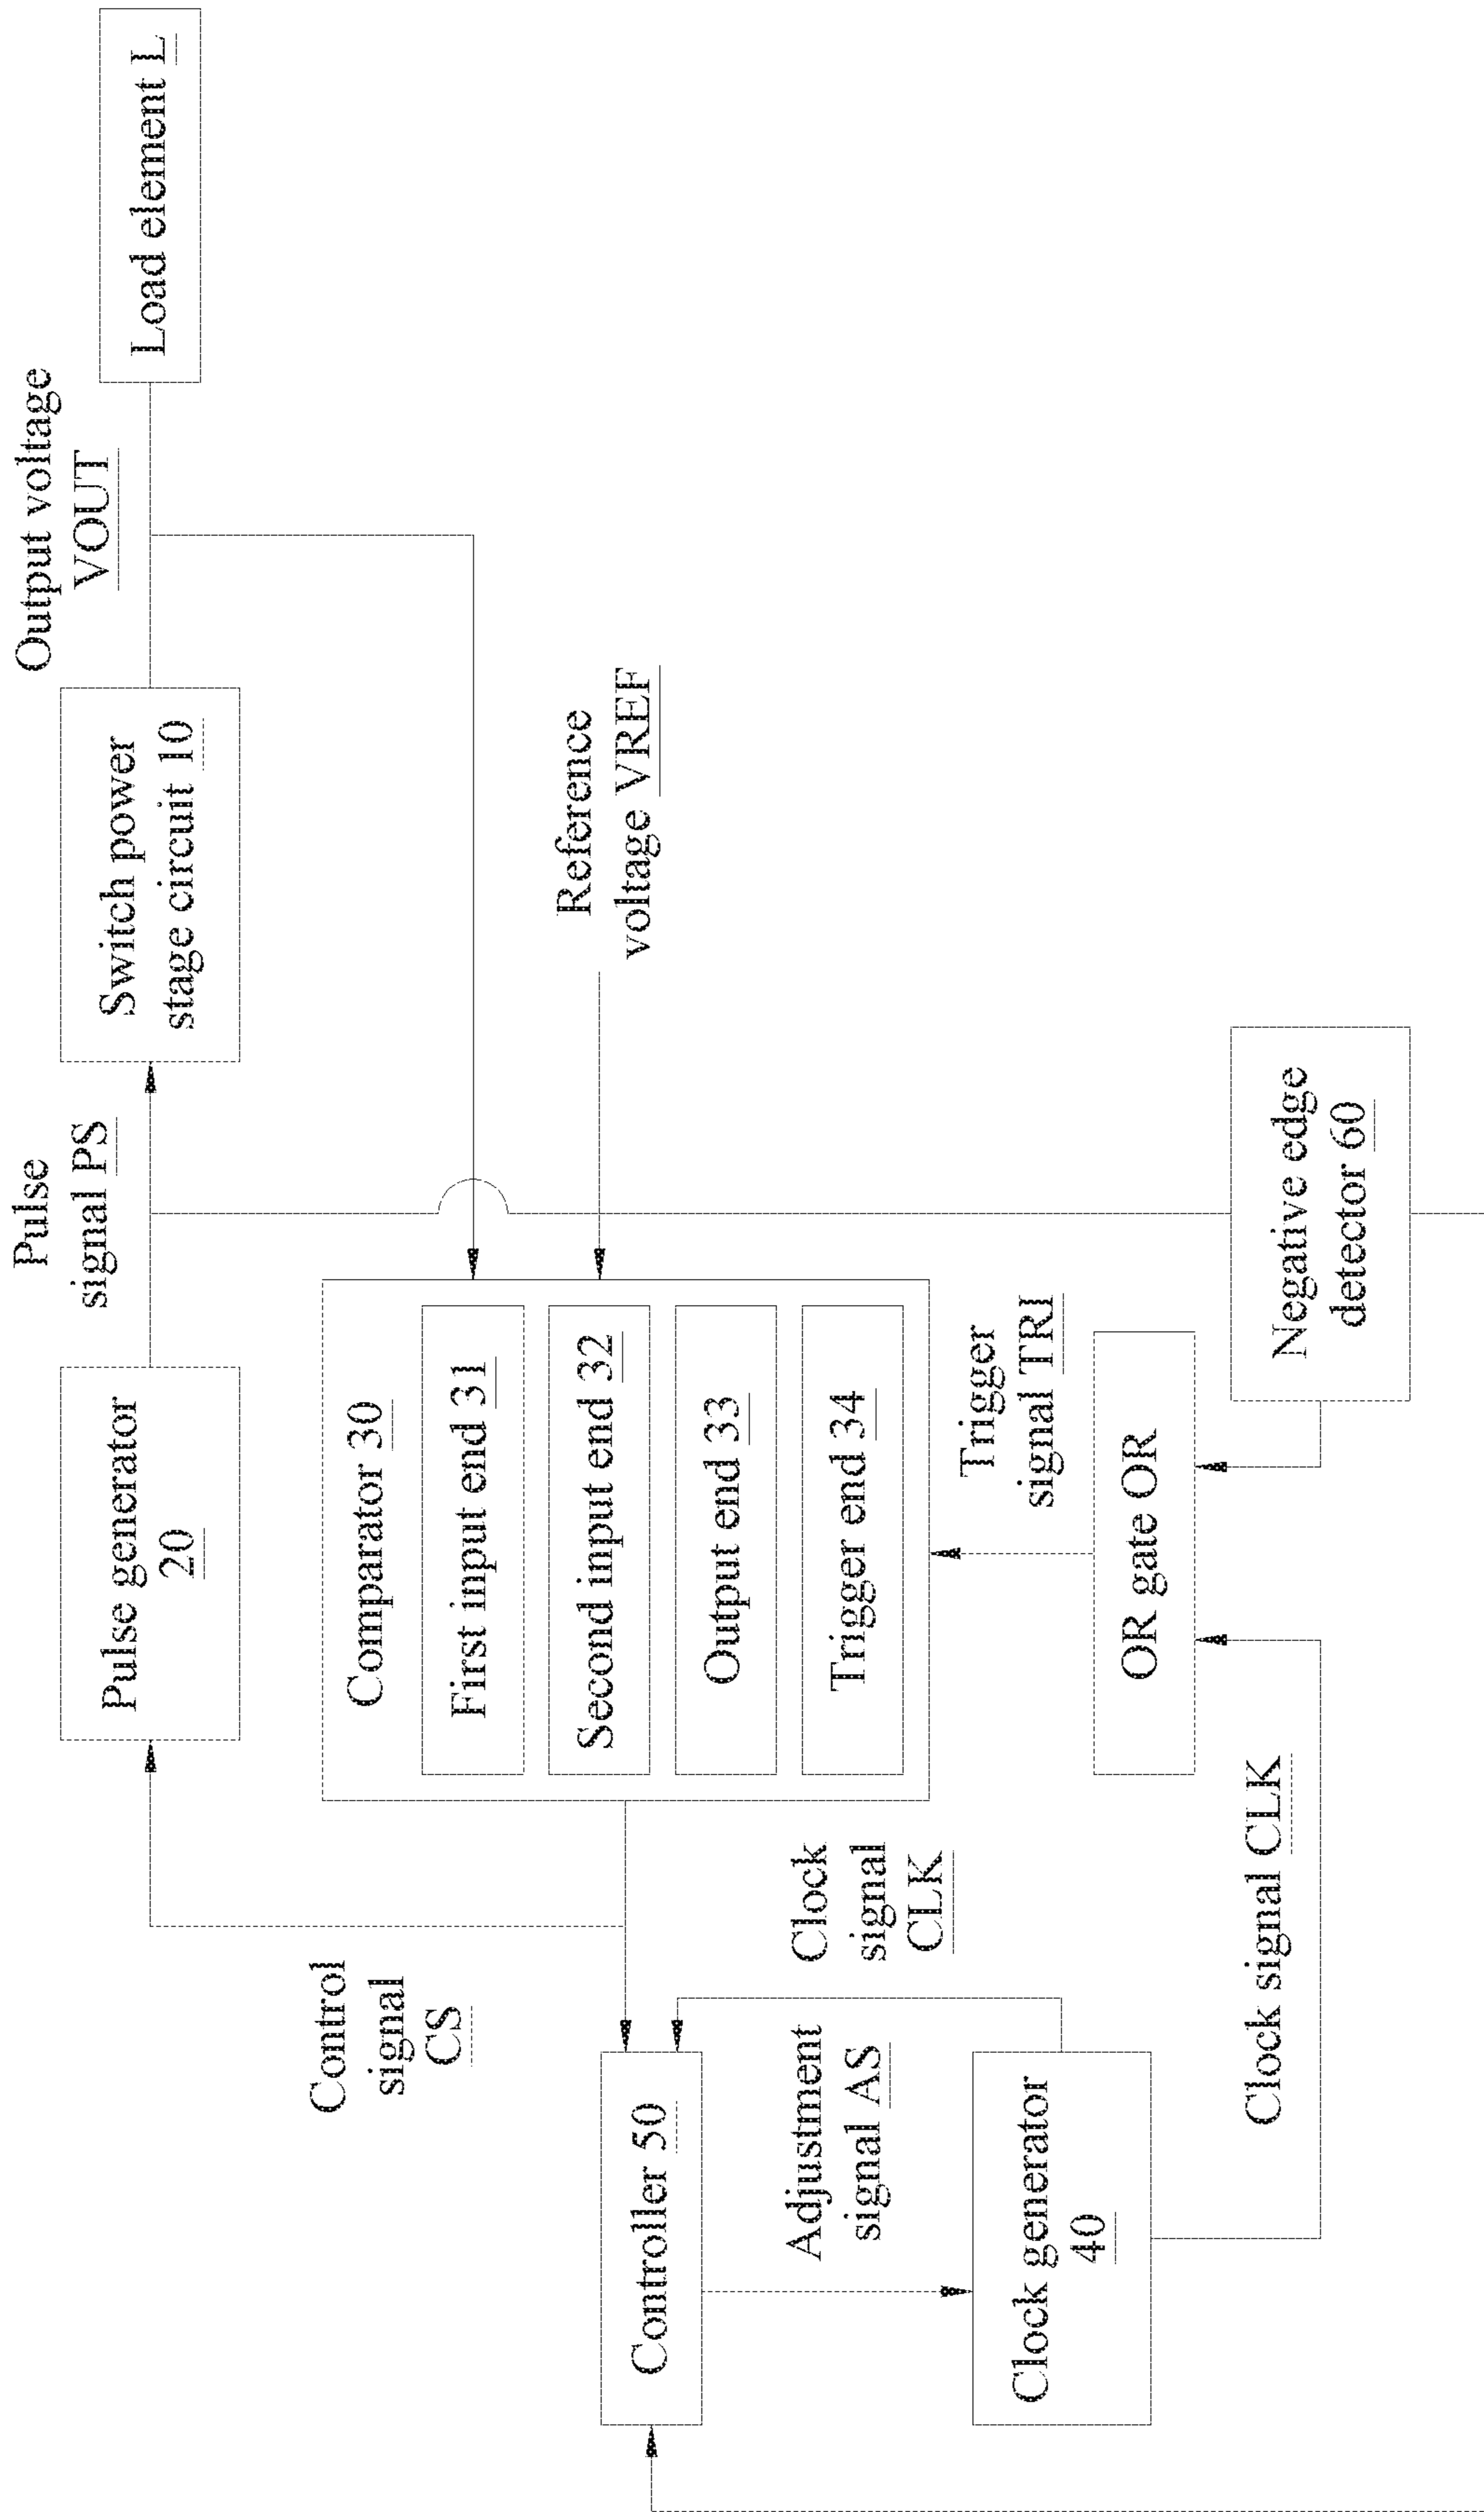 Pulse
signal PS
Output voltage
VOUT
Pulse generator
20
Switch power
stage circuit 10
Load element L
Control
signal
CS
Comparator 30
First input end 31
Second input end 32
Output end 33
Trigger end 34
Reference
voltage VREF
Controller 50
Clock
signal
CLK
Adjustment
signal AS
Trigger
signal TRI
Clock generator
40
OR gate OR
Clock signal CLK
Negative edge
detector 60